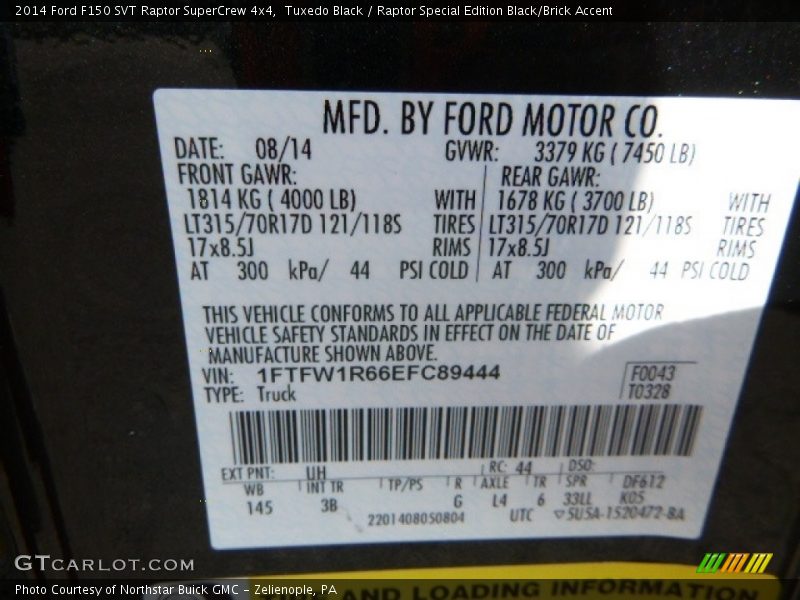 2014 Ford F150 SVT Raptor SuperCrew 4x4, Tuxedo Black / Raptor Special Edition Black/Brick Accent
MFD. BY FORD MOTOR CO.
DATE: 08/14 GVWR: 3379 KG ( 7450 LB)
FRONT GAWR: REAR GAWR:
1814 KG ( 4000 LB) WITH 1678 KG ( 3700 LB) WITH
LT315/70R17D 121/118S TIRES LT315/70R17D 121/118S TIRES
17x8.5J RIMS 17x8.5J RIMS
AT 300 kPa/ 44 PSI COLD AT 300 kPa/ 44 PSI COLD
THIS VEHICLE CONFORMS TO ALL APPLICABLE FEDERAL MOTOR
VEHICLE SAFETY STANDARDS IN EFFECT ON THE DATE OF
MANUFACTURE SHOWN ABOVE.
VIN: 1FTFW1R66EFC89444 F0043
TYPE: Truck T0328
EXT PNT: UH RC: 44 DSO:
WB INT TR TP/PS R AXLE TR SPR DF612
145 3B G L4 6 33LL K05
2201408050804 UTC ▽5U5A-1520472-BA
GTCARLOT.COM
AND LOADING INFORMATION
Photo Courtesy of Northstar Buick GMC – Zelienople, PA